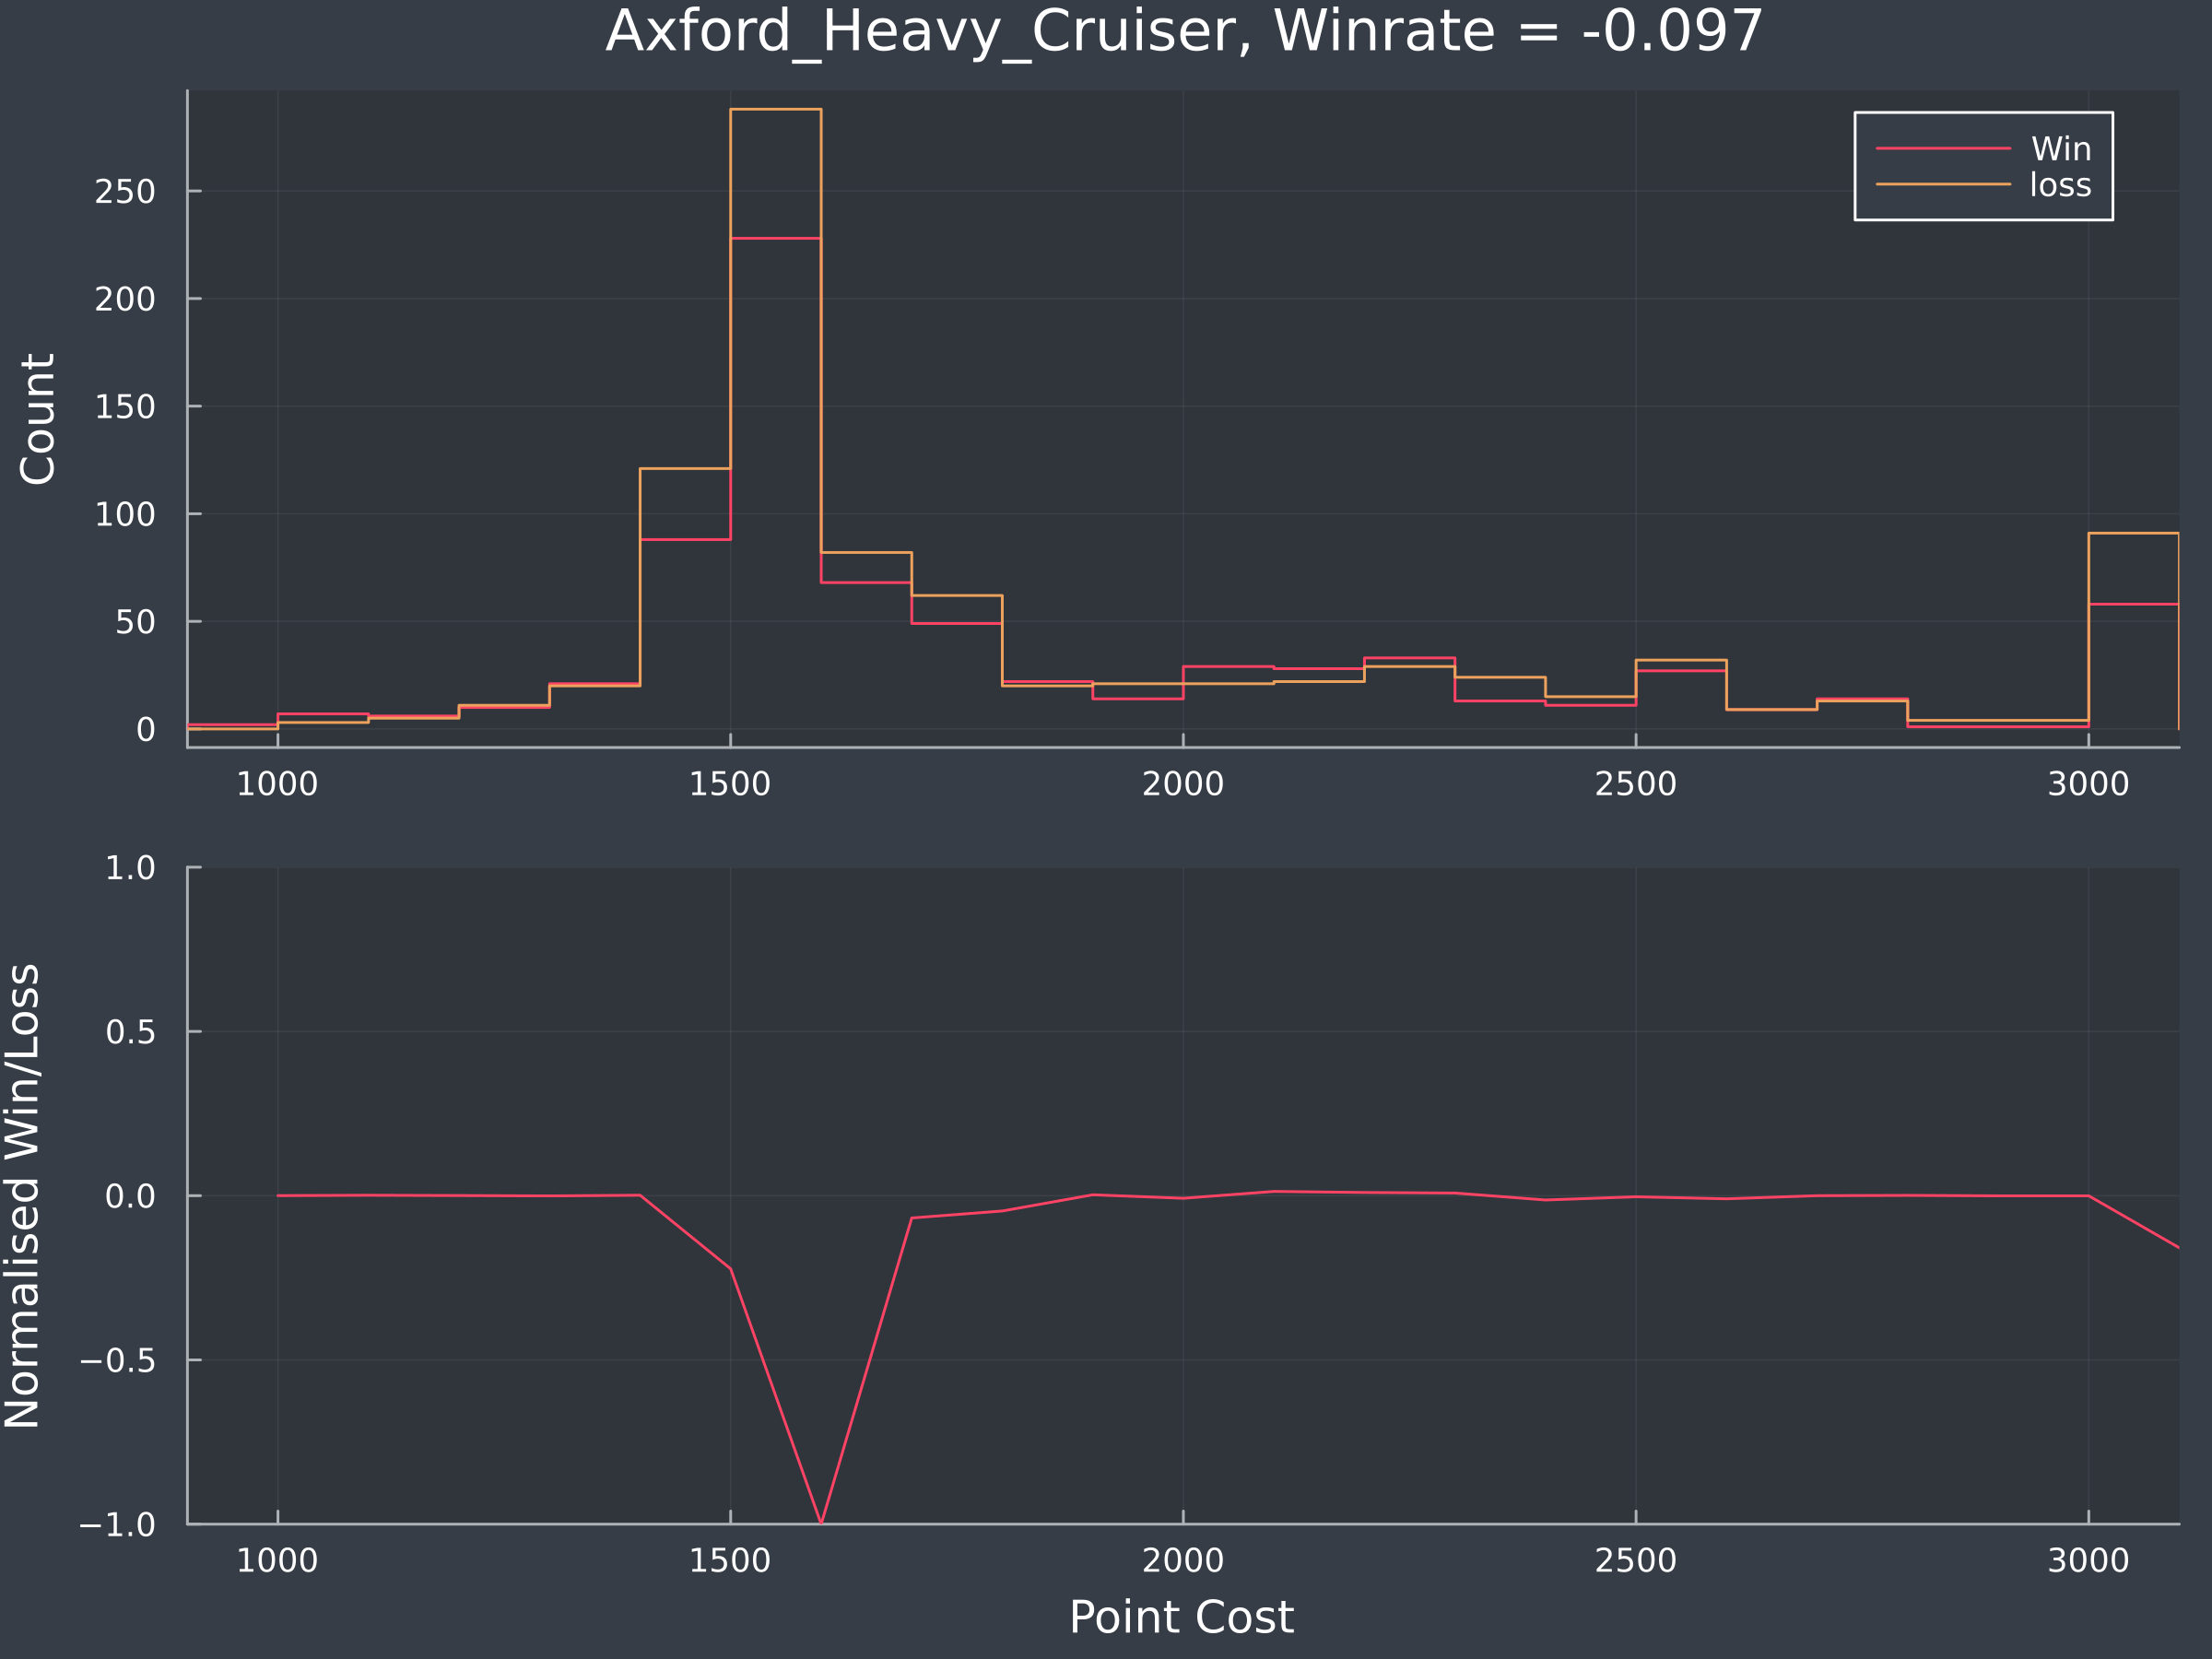 Axford_Heavy_Cruiser, Winrate = -0.097
Win
loss
Count
250
200
150
100
50
0
1000 1500 2000 2500 3000
Normalised Win/Loss
1.0
0.5
0.0
−0.5
−1.0
1000 1500 2000 2500 3000
Point Cost